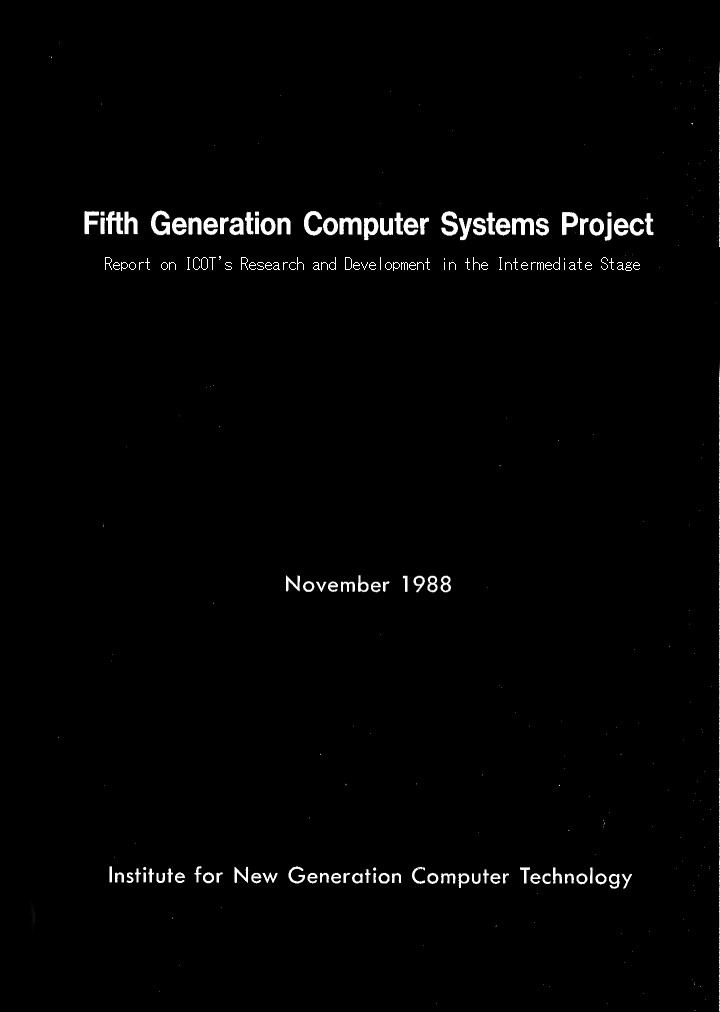 Fifth Generation Computer Systems Project
Report on ICOT's Research and Development in the Intermediate Stage
November 1988
Institute for New Generation Computer Technology